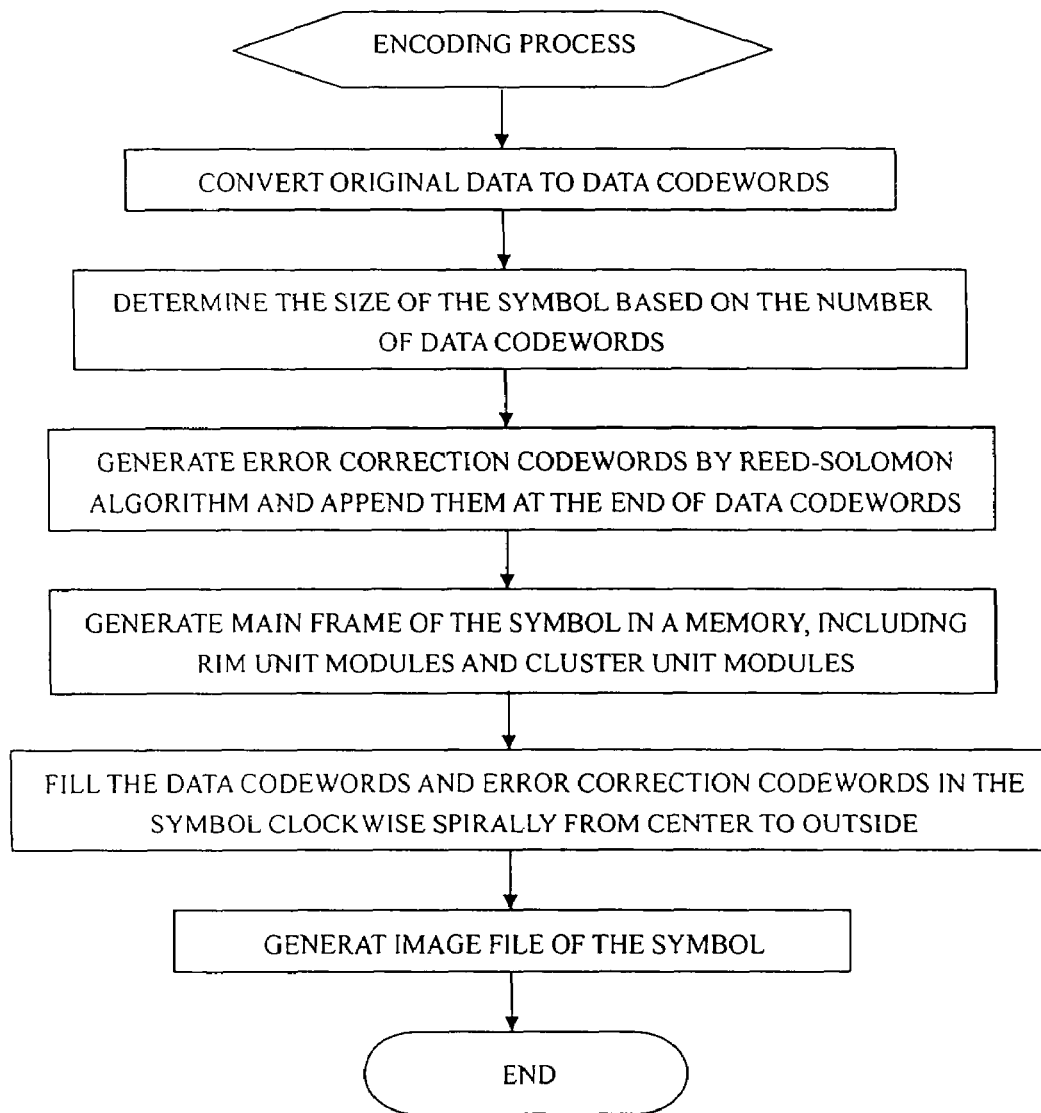 ENCODING PROCESS
CONVERT ORIGINAL DATA TO DATA CODEWORDS
DETERMINE THE SIZE OF THE SYMBOL BASED ON THE NUMBER
OF DATA CODEWORDS
GENERATE ERROR CORRECTION CODEWORDS BY REED-SOLOMON
ALGORITHM AND APPEND THEM AT THE END OF DATA CODEWORDS
GENERATE MAIN FRAME OF THE SYMBOL IN A MEMORY, INCLUDING
RIM UNIT MODULES AND CLUSTER UNIT MODULES
FILL THE DATA CODEWORDS AND ERROR CORRECTION CODEWORDS IN THE
SYMBOL CLOCKWISE SPIRALLY FROM CENTER TO OUTSIDE
GENERAT IMAGE FILE OF THE SYMBOL
END